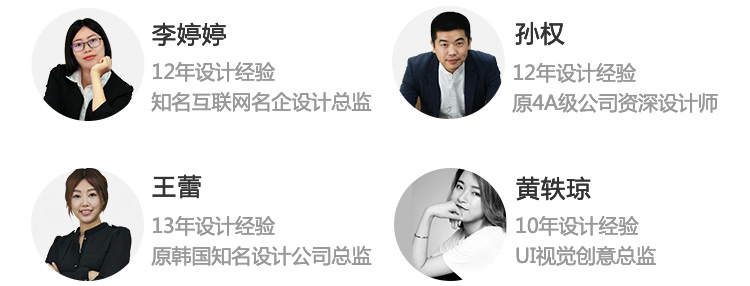 李婷婷
12年设计经验
知名互联网名企设计总监
孙权
12年设计经验
原4A级公司资深设计师
王蕾
13年设计经验
原韩国知名设计公司总监
黄轶琼
10年设计经验
UI视觉创意总监